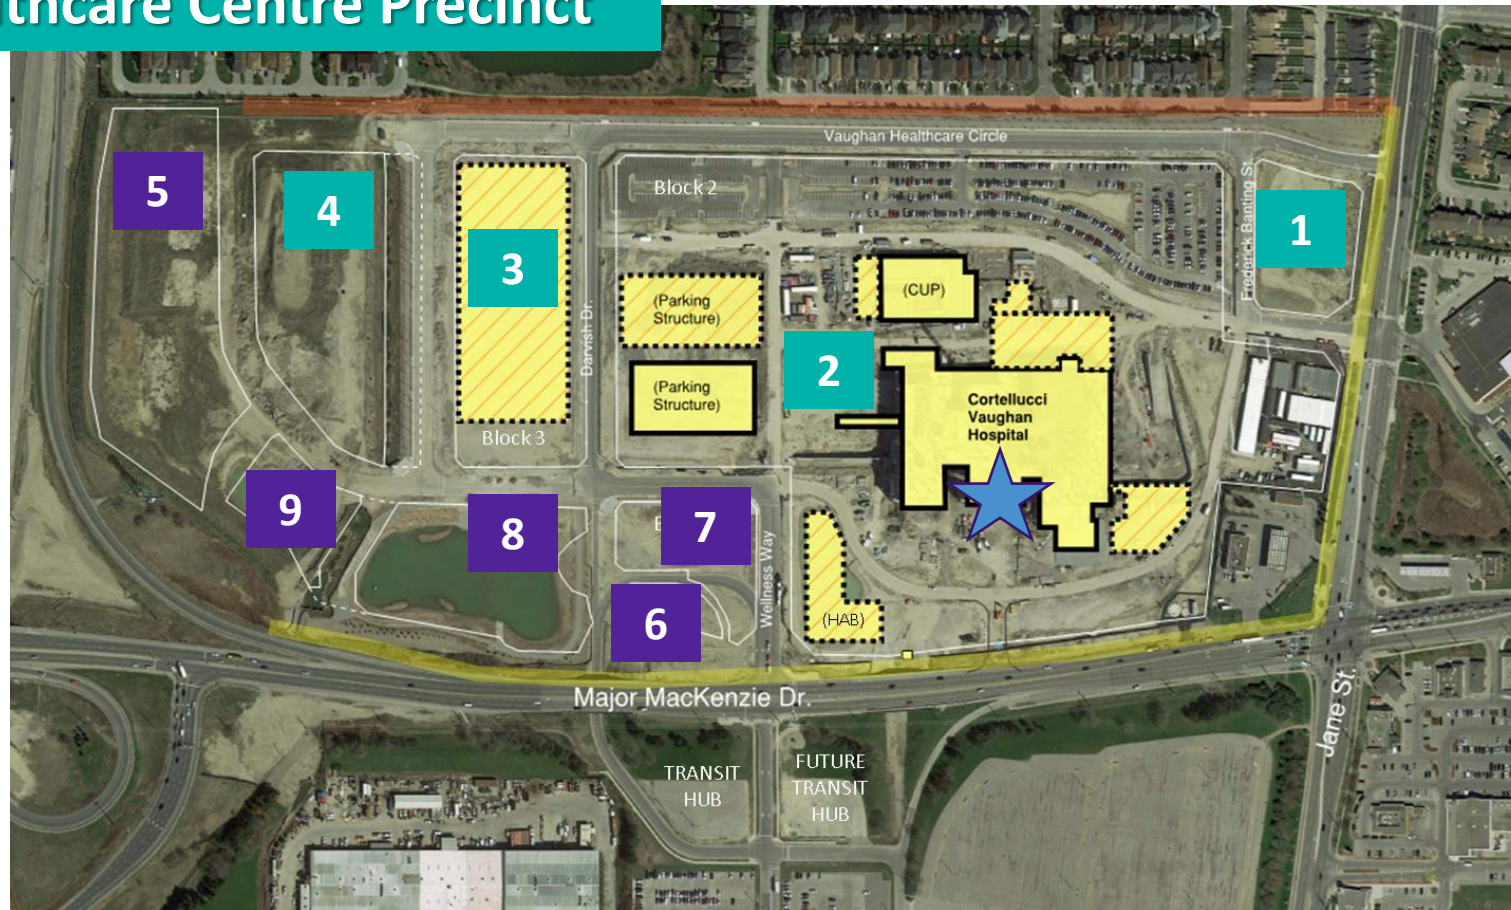 lthcare Centre Precinct
Vaughan Healthcare Circle
5
4
Block 2
Frederick Banting St.
1
3
(Parking
Structure)
(CUP)
Darvish Dr.
2
(Parking
Structure)
Cortellucci
Vaughan
Hospital
Block 3
9
8
7
Wellness Way
6
(HAB)
Major MacKenzie Dr.
Jane St.
TRANSIT
HUB
FUTURE
TRANSIT
HUB